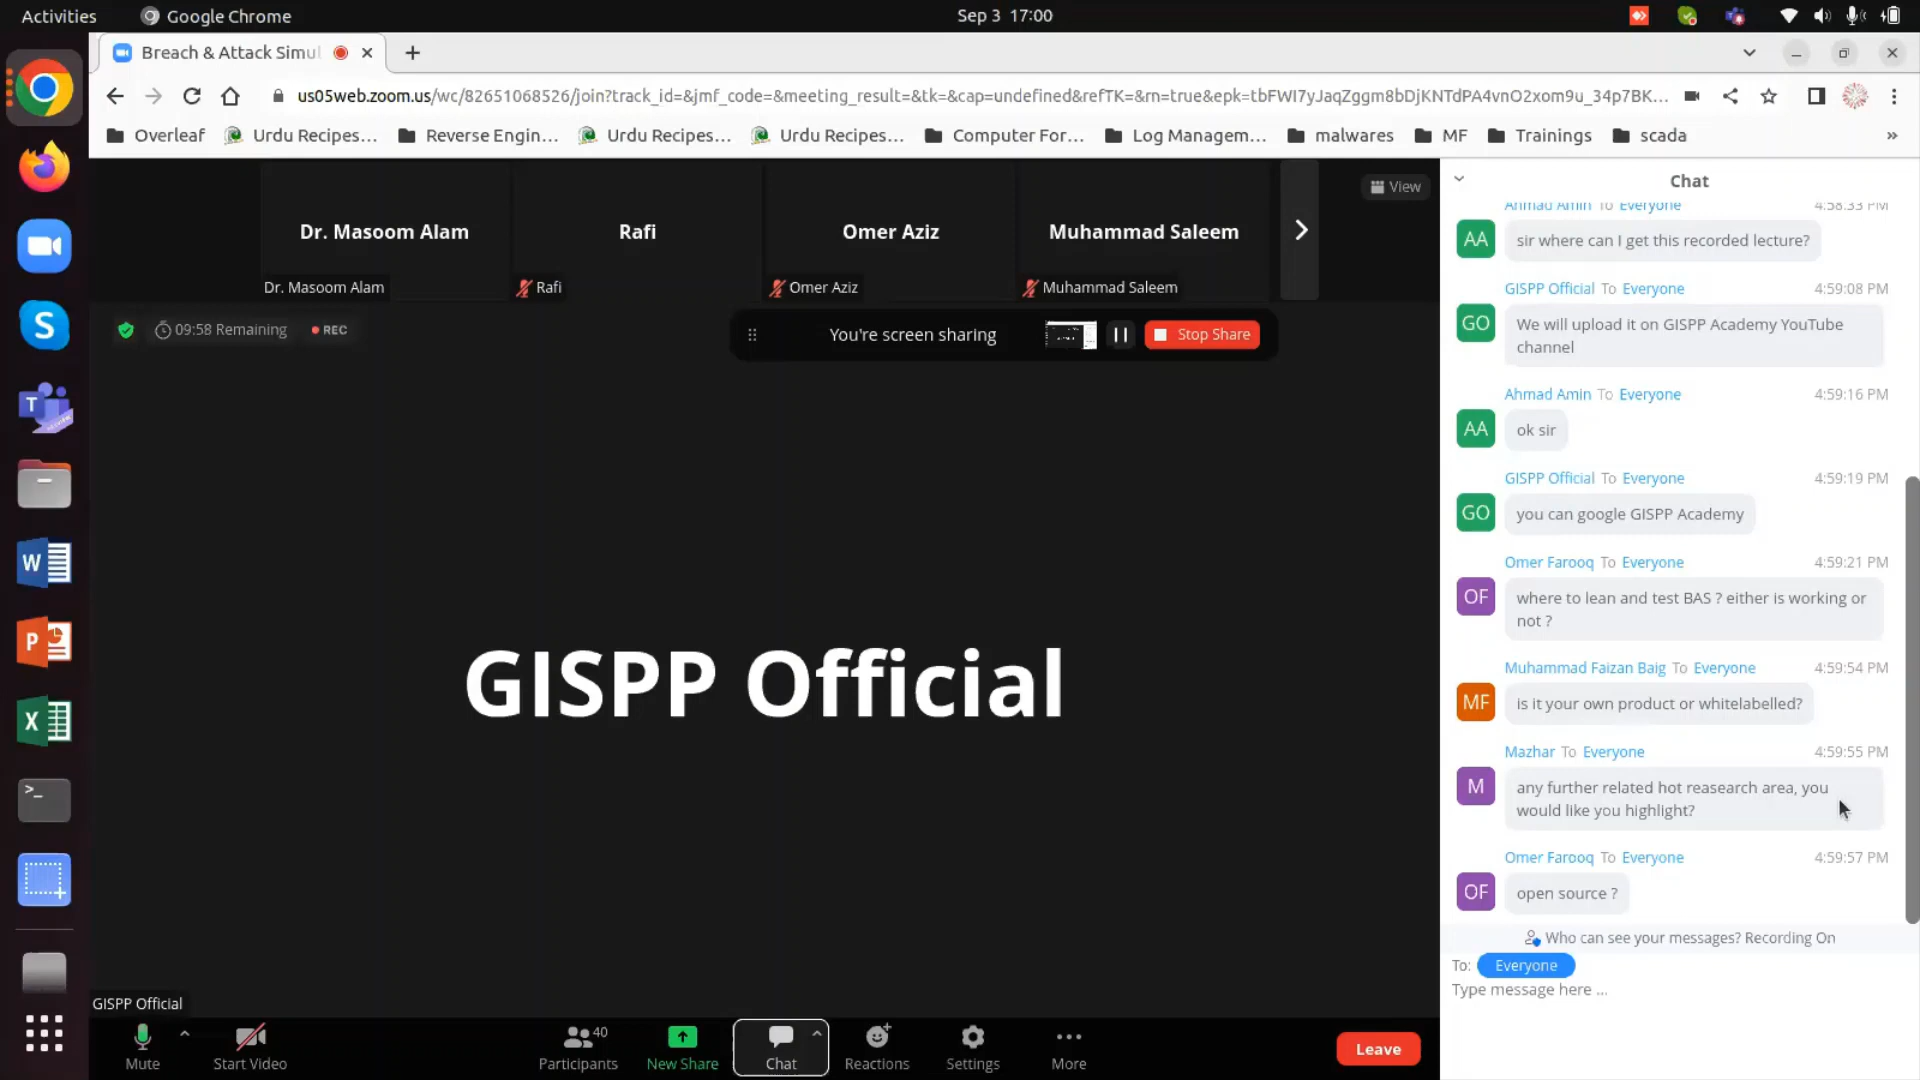 Activities
Google Chrome
Sep 3 17:00
Breach & Attack Simul
us05web.zoom.us/wc/82651068526/join?track_id=&jmf_code=&meeting_result=&tk=&cap=undefined&refTK=&rn=true&epk=tbFWI7yJaqZggm8bDjKNTdPA4vnO2xom9u_34p7BK...
Overleaf
Urdu Recipes...
Reverse Engin...
Urdu Recipes...
Urdu Recipes...
Computer For...
Log Managem...
malwares
MF
Trainings
scada
»
Dr. Masoom Alam
Rafi
Omer Aziz
Muhammad Saleem
Dr. Masoom Alam
Rafi
Omer Aziz
Muhammad Saleem
View
09:58 Remaining
REC
You're screen sharing
Stop Share
GISPP Official
GISPP Official
Mute
Start Video
40
Participants
New Share
Chat
Reactions
Settings
More
Leave
Chat
Ahmad Amin To Everyone 4:58:33 PM
AA
sir where can I get this recorded lecture?
GISPP Official To Everyone 4:59:08 PM
GO
We will upload it on GISPP Academy YouTube
channel
Ahmad Amin To Everyone 4:59:16 PM
AA
ok sir
GISPP Official To Everyone 4:59:19 PM
GO
you can google GISPP Academy
Omer Farooq To Everyone 4:59:21 PM
OF
where to lean and test BAS ? either is working or
not ?
Muhammad Faizan Baig To Everyone 4:59:54 PM
MF
is it your own product or whitelabelled?
Mazhar To Everyone 4:59:55 PM
M
any further related hot reasearch area, you
would like you highlight?
Omer Farooq To Everyone 4:59:57 PM
OF
open source ?
Who can see your messages? Recording On
To: Everyone
Type message here ...